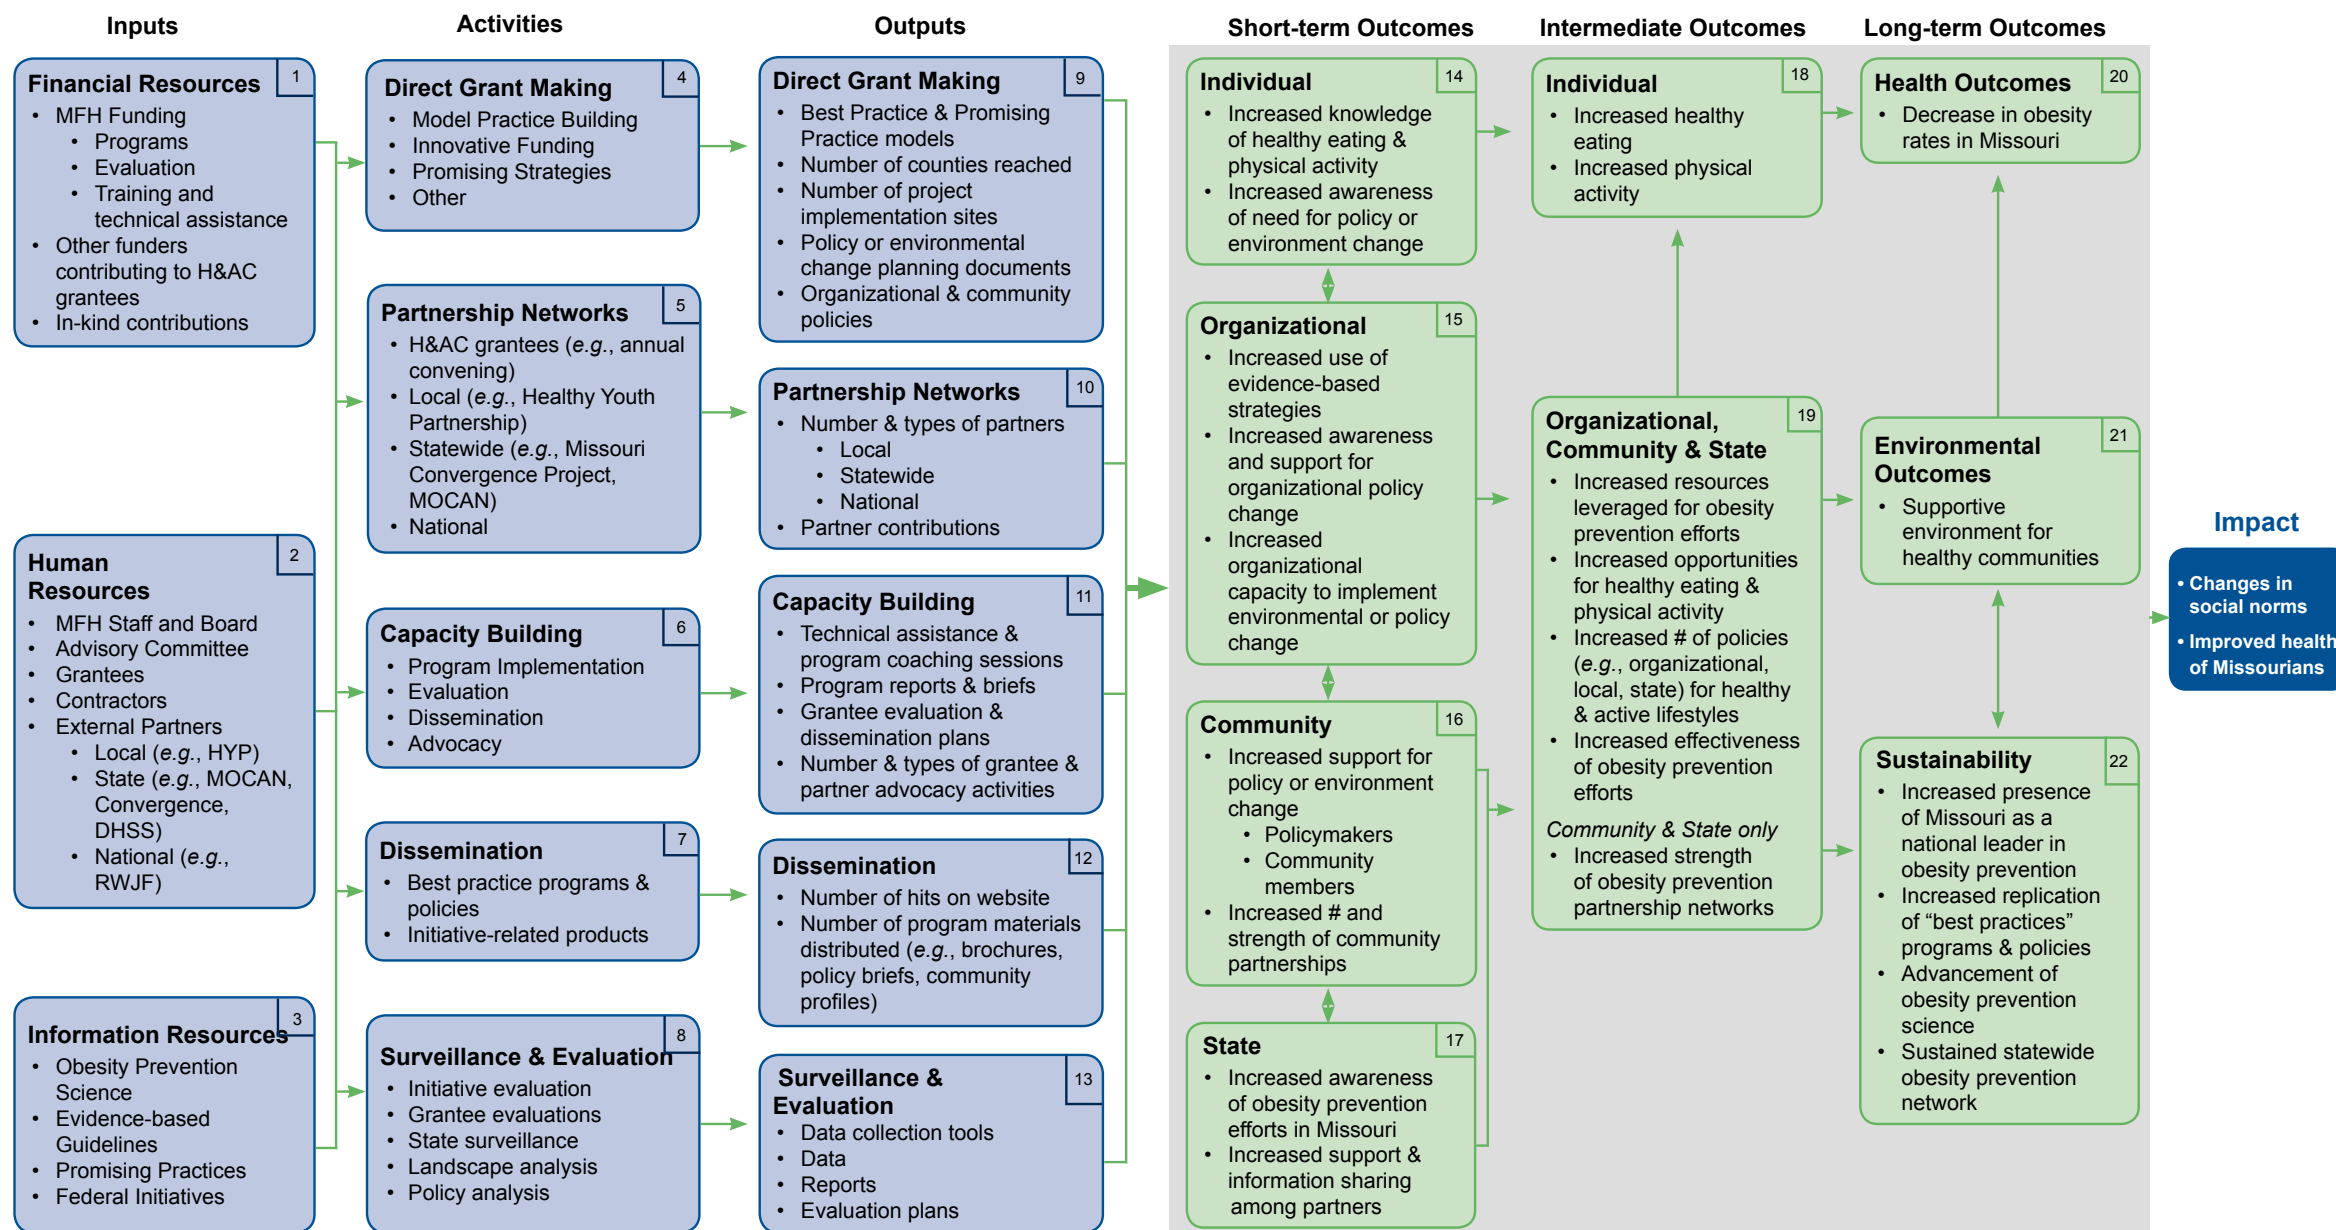 Inputs
Activities
Outputs
Short-term Outcomes
Intermediate Outcomes
Long-term Outcomes
Financial Resources
1
• MFH Funding
• Programs
• Evaluation
• Training and
technical assistance
• Other funders
contributing to H&AC
grantees
• In-kind contributions
Human
Resources
2
• MFH Staff and Board
• Advisory Committee
• Grantees
• Contractors
• External Partners
• Local (e.g., HYP)
• State (e.g., MOCAN,
Convergence,
DHSS)
• National (e.g.,
RWJF)
Information Resources
3
• Obesity Prevention
Science
• Evidence-based
Guidelines
• Promising Practices
• Federal Initiatives
Direct Grant Making
4
• Model Practice Building
• Innovative Funding
• Promising Strategies
• Other
Partnership Networks
5
• H&AC grantees (e.g., annual
convening)
• Local (e.g., Healthy Youth
Partnership)
• Statewide (e.g., Missouri
Convergence Project,
MOCAN)
• National
Capacity Building
6
• Program Implementation
• Evaluation
• Dissemination
• Advocacy
Dissemination
7
• Best practice programs &
policies
• Initiative-related products
Surveillance & Evaluation
8
• Initiative evaluation
• Grantee evaluations
• State surveillance
• Landscape analysis
• Policy analysis
Direct Grant Making
9
• Best Practice & Promising
Practice models
• Number of counties reached
• Number of project
implementation sites
• Policy or environmental
change planning documents
• Organizational & community
policies
Partnership Networks
10
• Number & types of partners
• Local
• Statewide
• National
• Partner contributions
Capacity Building
11
• Technical assistance &
program coaching sessions
• Program reports & briefs
• Grantee evaluation &
dissemination plans
• Number & types of grantee &
partner advocacy activities
Dissemination
12
• Number of hits on website
• Number of program materials
distributed (e.g., brochures,
policy briefs, community
profiles)
Surveillance &
Evaluation
13
• Data collection tools
• Data
• Reports
• Evaluation plans
Individual
14
• Increased knowledge
of healthy eating &
physical activity
• Increased awareness
of need for policy or
environment change
Organizational
15
• Increased use of
evidence-based
strategies
• Increased awareness
and support for
organizational policy
change
• Increased
organizational
capacity to implement
environmental or policy
change
Community
16
• Increased support for
policy or environment
change
• Policymakers
• Community
members
• Increased # and
strength of community
partnerships
State
17
• Increased awareness
of obesity prevention
efforts in Missouri
• Increased support &
information sharing
among partners
Individual
18
• Increased healthy
eating
• Increased physical
activity
Organizational,
Community & State
19
• Increased resources
leveraged for obesity
prevention efforts
• Increased opportunities
for healthy eating &
physical activity
• Increased # of policies
(e.g., organizational,
local, state) for healthy
& active lifestyles
• Increased effectiveness
of obesity prevention
efforts
Community & State only
• Increased strength
of obesity prevention
partnership networks
Health Outcomes
20
• Decrease in obesity
rates in Missouri
Environmental
Outcomes
21
• Supportive
environment for
healthy communities
Sustainability
22
• Increased presence
of Missouri as a
national leader in
obesity prevention
• Increased replication
of “best practices”
programs & policies
• Advancement of
obesity prevention
science
• Sustained statewide
obesity prevention
network
Impact
• Changes in
social norms
• Improved health
of Missourians